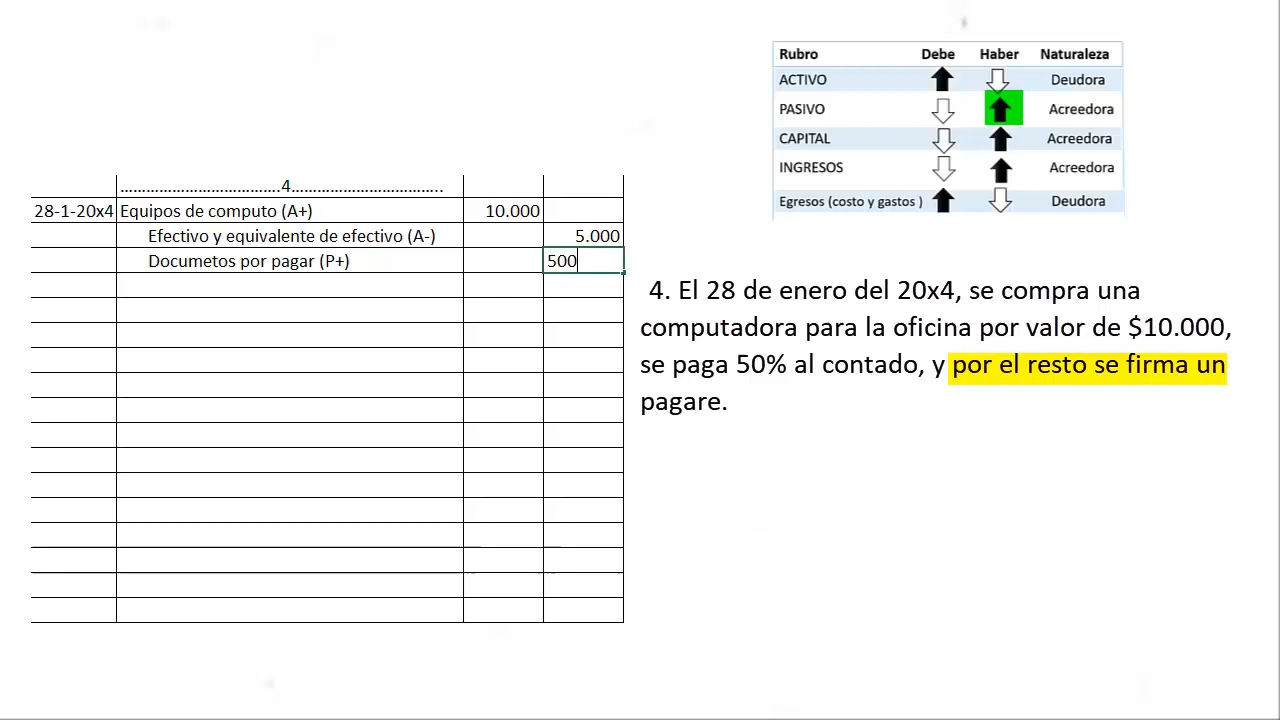 Rubro Debe Haber Naturaleza
ACTIVO Deudora
PASIVO Acreedora
CAPITAL Acreedora
INGRESOS Acreedora
Egresos (costo y gastos ) Deudora
......................................4...................................
28-1-20x4 Equipos de computo (A+) 10.000
Efectivo y equivalente de efectivo (A-) 5.000
Documetos por pagar (P+) 500
4. El 28 de enero del 20x4, se compra una
computadora para la oficina por valor de $10.000,
se paga 50% al contado, y por el resto se firma un
pagare.